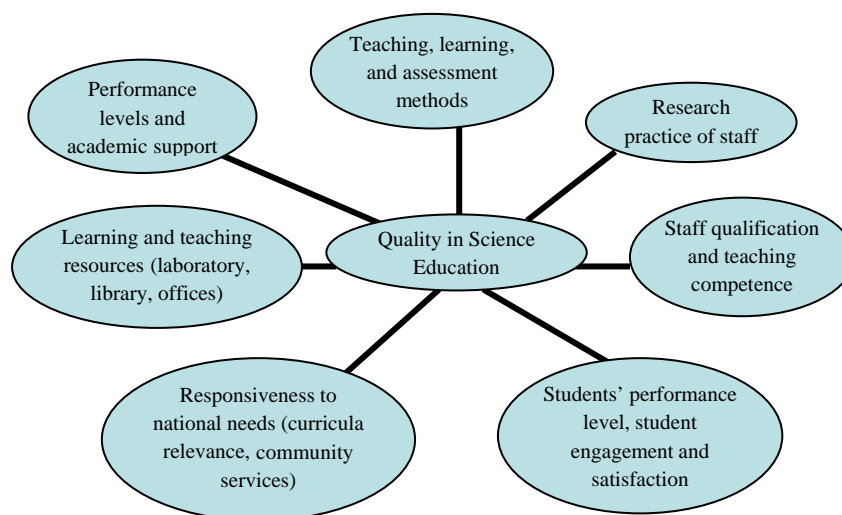 Teaching, learning,
and assessment
methods
Performance
levels and
academic support
Research
practice of staff
Quality in Science
Education
Learning and teaching
resources (laboratory,
library, offices)
Staff qualification
and teaching
competence
Responsiveness to
national needs (curricula
relevance, community
services)
Students’ performance
level, student
engagement and
satisfaction